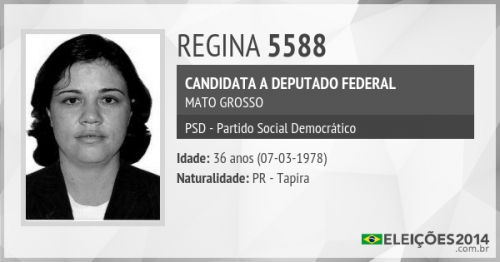 REGINA 5588
CANDIDATA A DEPUTADO FEDERAL
MATO GROSSO
PSD - Partido Social Democrático
Idade: 36 anos (07-03-1978)
Naturalidade: PR - Tapira
ELEIÇÕES2014
.com.br